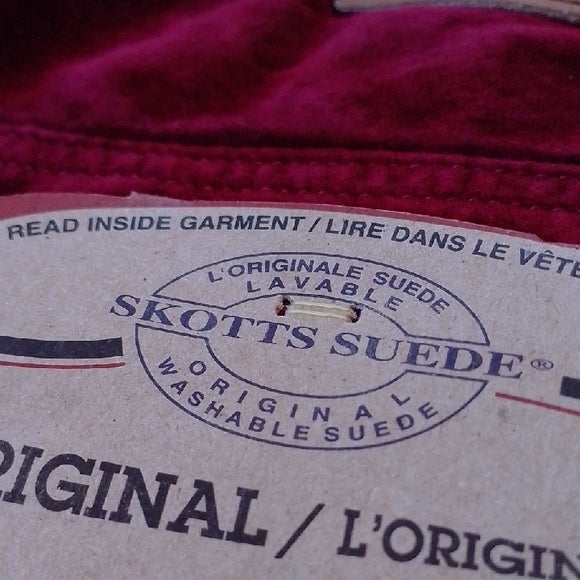 READ INSIDE GARMENT / LIRE DANS LE VÊTE
L'ORIGINALE SUEDE
LAVABLE
SKOTTS SUEDE®
ORIGINAL
WASHABLE SUEDE
RIGINAL / L'ORIGIN